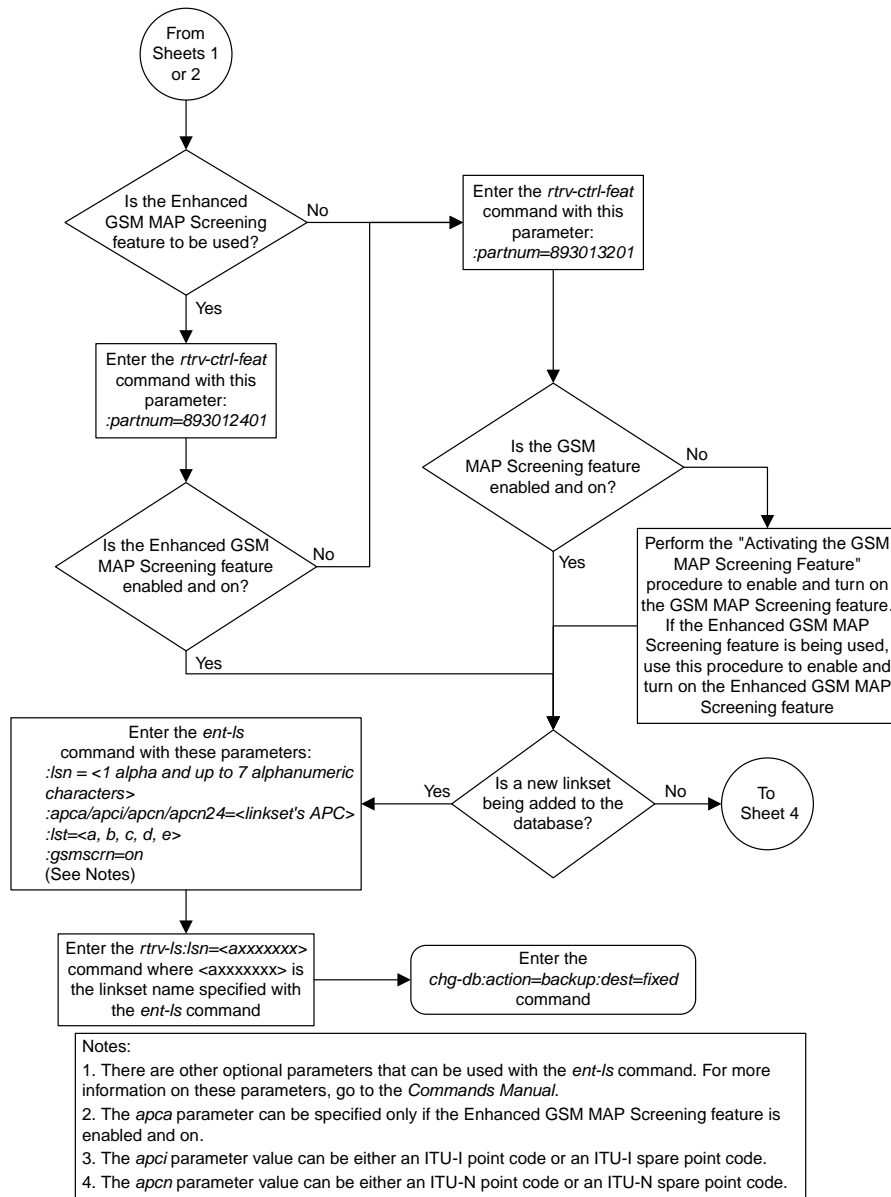 From
Sheets 1
or 2
Is the Enhanced
GSM MAP Screening
feature to be used?
No
Yes
Enter the rtrv-ctrl-feat
command with this
parameter:
:partnum=893013201
Enter the rtrv-ctrl-feat
command with this
parameter:
:partnum=893012401
Is the GSM
MAP Screening feature
enabled and on?
No
Yes
Is the Enhanced GSM
MAP Screening feature
enabled and on?
No
Yes
Perform the "Activating the GSM
MAP Screening Feature"
procedure to enable and turn on
the GSM MAP Screening feature.
If the Enhanced GSM MAP
Screening feature is being used,
use this procedure to enable and
turn on the Enhanced GSM MAP
Screening feature
Enter the ent-ls
command with these parameters:
:lsn = <1 alpha and up to 7 alphanumeric
characters>
:apca/apci/apcn/apcn24=<linkset's APC>
:lst=<a, b, c, d, e>
:gsmscrn=on
(See Notes)
Yes
Is a new linkset
being added to the
database?
No
To
Sheet 4
Enter the rtrv-ls:lsn=<axxxxxxx>
command where <axxxxxxx> is
the linkset name specified with
the ent-ls command
Enter the
chg-db:action=backup:dest=fixed
command
Notes:
1. There are other optional parameters that can be used with the ent-ls command. For more
information on these parameters, go to the Commands Manual.
2. The apca parameter can be specified only if the Enhanced GSM MAP Screening feature is
enabled and on.
3. The apci parameter value can be either an ITU-I point code or an ITU-I spare point code.
4. The apcn parameter value can be either an ITU-N point code or an ITU-N spare point code.